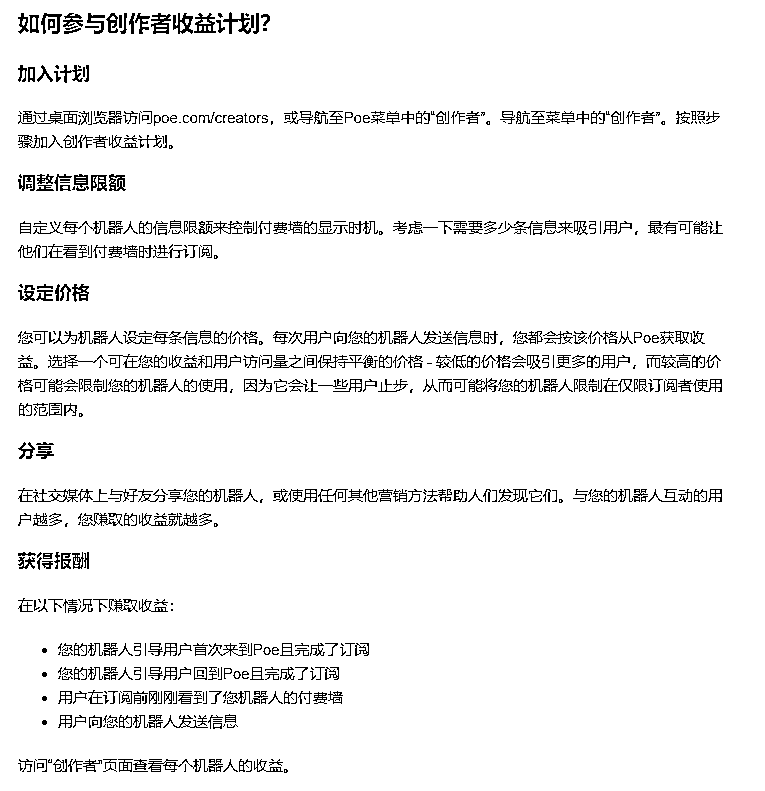 如何参与创作者收益计划？
加入计划
通过桌面浏览器访问poe.com/creators，或导航至Poe菜单中的“创作者”。导航至菜单中的“创作者”。按照步
骤加入创作者收益计划。
调整信息限额
自定义每个机器人的信息限额来控制付费墙的显示时机。考虑一下需要多少条信息来吸引用户，最有可能让
他们在看到付费墙时进行订阅。
设定价格
您可以为机器人设定每条信息的价格。每次用户向您的机器人发送信息时，您都会按该价格从Poe获取收
益。选择一个可在您的收益和用户访问量之间保持平衡的价格 - 较低的价格会吸引更多的用户，而较高的价
格可能会限制您的机器人的使用，因为它会让一些用户止步，从而可能将您的机器人限制在仅限订阅者使用
的范围内。
分享
在社交媒体上与好友分享您的机器人，或使用任何其他营销方法帮助人们发现它们。与您的机器人互动的用
户越多，您赚取的收益就越多。
获得报酬
在以下情况下赚取收益：
• 您的机器人引导用户首次来到Poe且完成了订阅
• 您的机器人引导用户回到Poe且完成了订阅
• 用户在订阅前刚刚看到了您机器人的付费墙
• 用户向您的机器人发送信息
访问“创作者”页面查看每个机器人的收益。